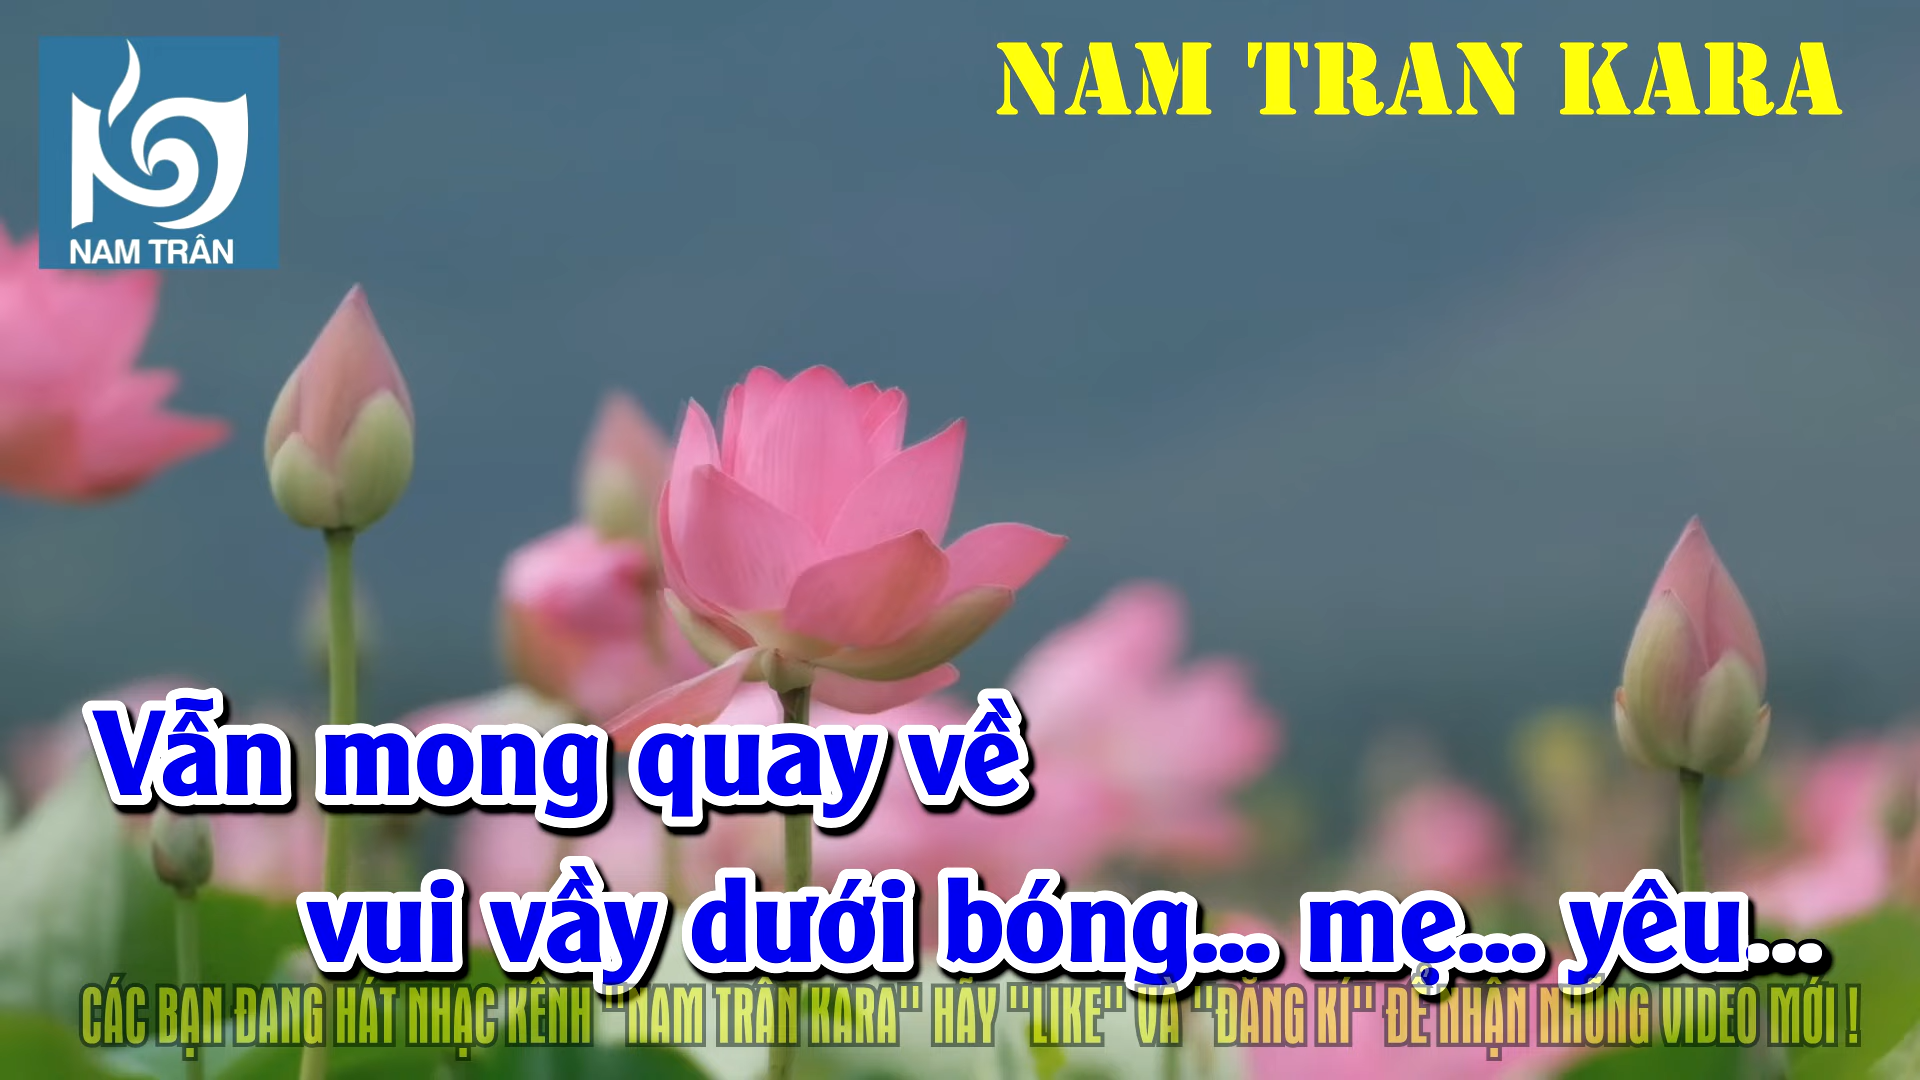 NAM TRAN KARA
NAM TRÂN
Vẫn mong quay về
vui vầy dưới bóng... mẹ... yêu...
CÁC BẠN ĐANG HÁT NHẠC KÊNH "NAM TRÂN KARA" HÃY "LIKE" VÀ "ĐĂNG KÍ" ĐỂ NHẬN NHỮNG VIDEO MỚI !